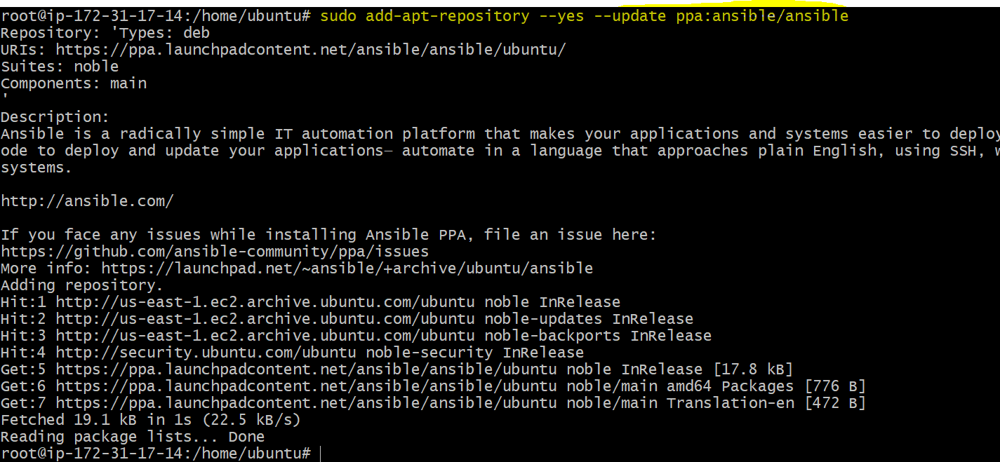 root@ip-172-31-17-14:/home/ubuntu# sudo add-apt-repository --yes --update ppa:ansible/ansible
Repository: 'Types: deb
URIs: https://ppa.launchpadcontent.net/ansible/ansible/ubuntu/
Suites: noble
Components: main
'
Description:
Ansible is a radically simple IT automation platform that makes your applications and systems easier to deploy
ode to deploy and update your applications— automate in a language that approaches plain English, using SSH, w
systems.
http://ansible.com/
If you face any issues while installing Ansible PPA, file an issue here:
https://github.com/ansible-community/ppa/issues
More info: https://launchpad.net/~ansible/+archive/ubuntu/ansible
Adding repository.
Hit:1 http://us-east-1.ec2.archive.ubuntu.com/ubuntu noble InRelease
Hit:2 http://us-east-1.ec2.archive.ubuntu.com/ubuntu noble-updates InRelease
Hit:3 http://us-east-1.ec2.archive.ubuntu.com/ubuntu noble-backports InRelease
Hit:4 http://security.ubuntu.com/ubuntu noble-security InRelease
Get:5 https://ppa.launchpadcontent.net/ansible/ansible/ubuntu noble InRelease [17.8 kB]
Get:6 https://ppa.launchpadcontent.net/ansible/ansible/ubuntu noble/main amd64 Packages [776 B]
Get:7 https://ppa.launchpadcontent.net/ansible/ansible/ubuntu noble/main Translation-en [472 B]
Fetched 19.1 kB in 1s (22.5 kB/s)
Reading package lists... Done
root@ip-172-31-17-14:/home/ubuntu#